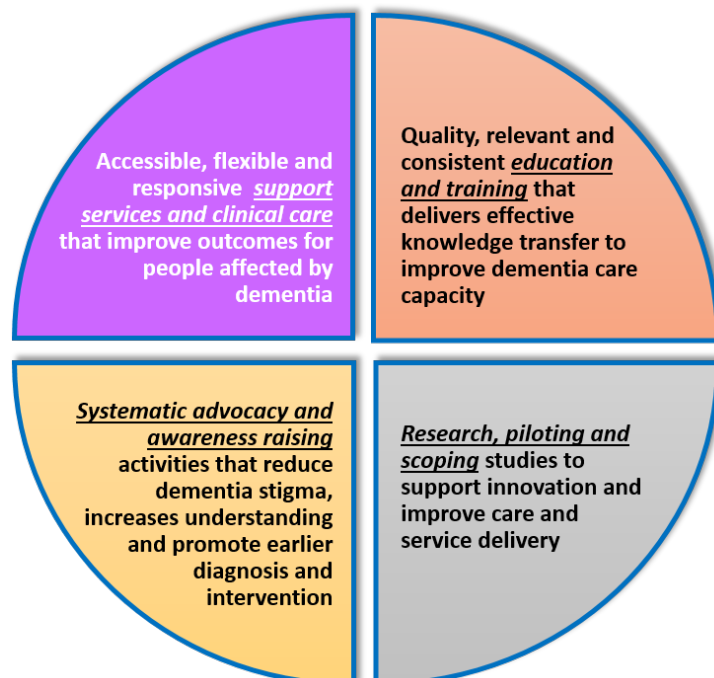 Accessible, flexible and
responsive support
services and clinical care
that improve outcomes for
people affected by
dementia
Quality, relevant and
consistent education
and training that
delivers effective
knowledge transfer to
improve dementia care
capacity
Systematic advocacy and
awareness raising
activities that reduce
dementia stigma,
increases understanding
and promote earlier
diagnosis and
intervention
Research, piloting and
scoping studies to
support innovation and
improve care and
service delivery